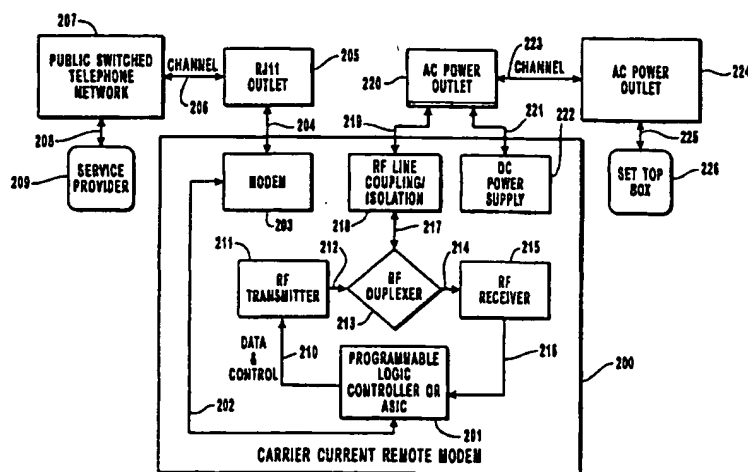 207
PUBLIC SWITCHED
TELEPHONE
NETWORK
CHANNEL
206
RJ11
OUTLET
205
220
AC POWER
OUTLET
223
CHANNEL
AC POWER
OUTLET
224
208
204
219
221
222
225
209
SERVICE
PROVIDER
MODEM
203
RF LINE
COUPLING/
ISOLATION
218
DC
POWER
SUPPLY
SET TOP
BOX
226
217
211
212
214
215
RF
TRANSMITTER
RF
DUPLEXER
213
RF
RECEIVER
DATA
&
CONTROL
210
216
PROGRAMMABLE
LOGIC
CONTROLLER OR
ASIC
200
202
201
CARRIER CURRENT REMOTE MODEM